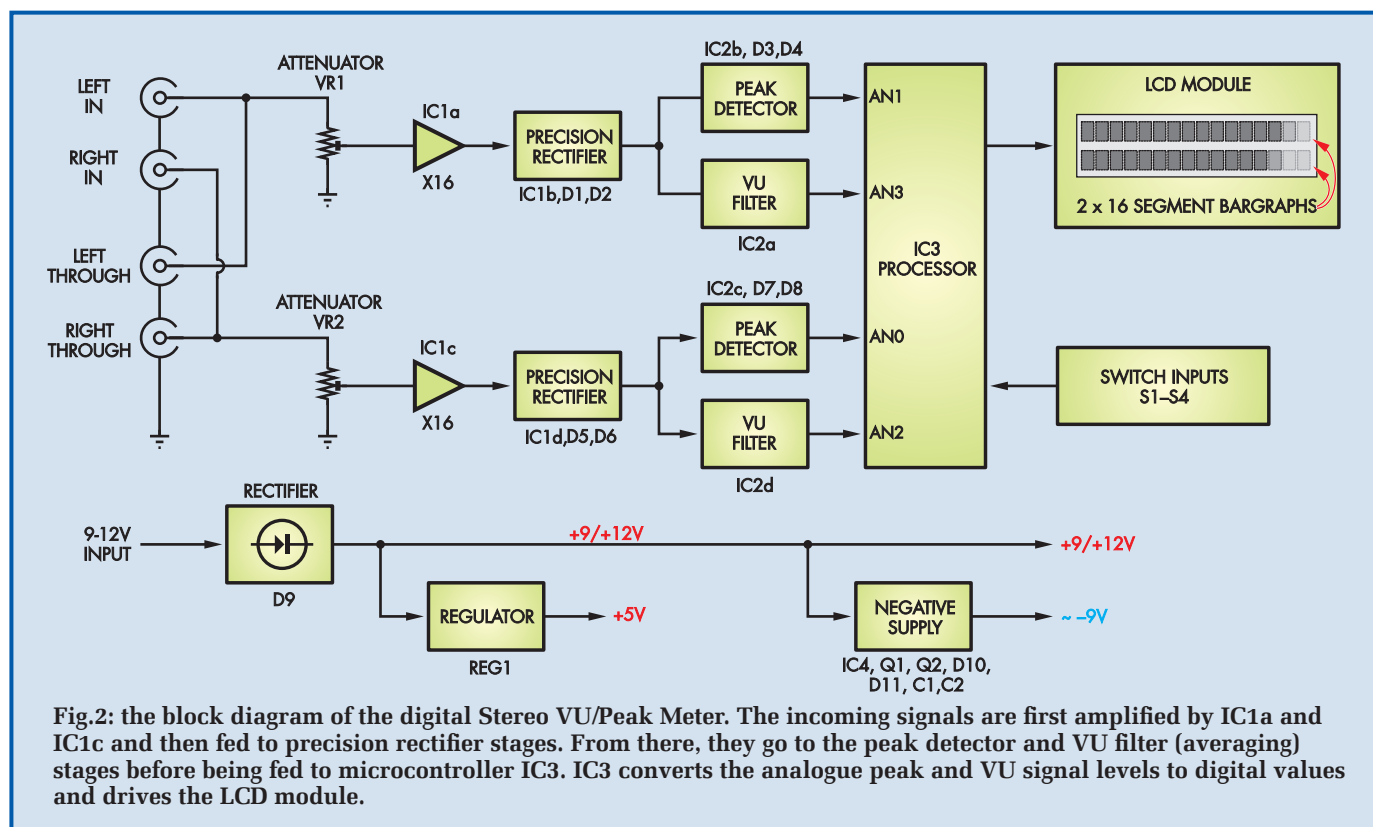 LEFT
IN
RIGHT
IN
LEFT
THROUGH
RIGHT
THROUGH
ATTENUATOR
VR1
IC1a
X16
PRECISION
RECTIFIER
IC1b,D1,D2
IC2b, D3,D4
PEAK
DETECTOR
VU
FILTER
IC2a
AN1
AN3
IC3
PROCESSOR
AN0
AN2
LCD MODULE
2 x 16 SEGMENT BARGRAPHS
ATTENUATOR
VR2
IC1c
X16
PRECISION
RECTIFIER
IC1d,D5,D6
IC2c, D7,D8
PEAK
DETECTOR
VU
FILTER
IC2d
SWITCH INPUTS
S1–S4
9-12V
INPUT
RECTIFIER
D9
+9/+12V
+9/+12V
REGULATOR
REG1
+5V
NEGATIVE
SUPPLY
IC4, Q1, Q2, D10,
D11, C1,C2
~ –9V
Fig.2: the block diagram of the digital Stereo VU/Peak Meter. The incoming signals are first amplified by IC1a and
IC1c and then fed to precision rectifier stages. From there, they go to the peak detector and VU filter (averaging)
stages before being fed to microcontroller IC3. IC3 converts the analogue peak and VU signal levels to digital values
and drives the LCD module.